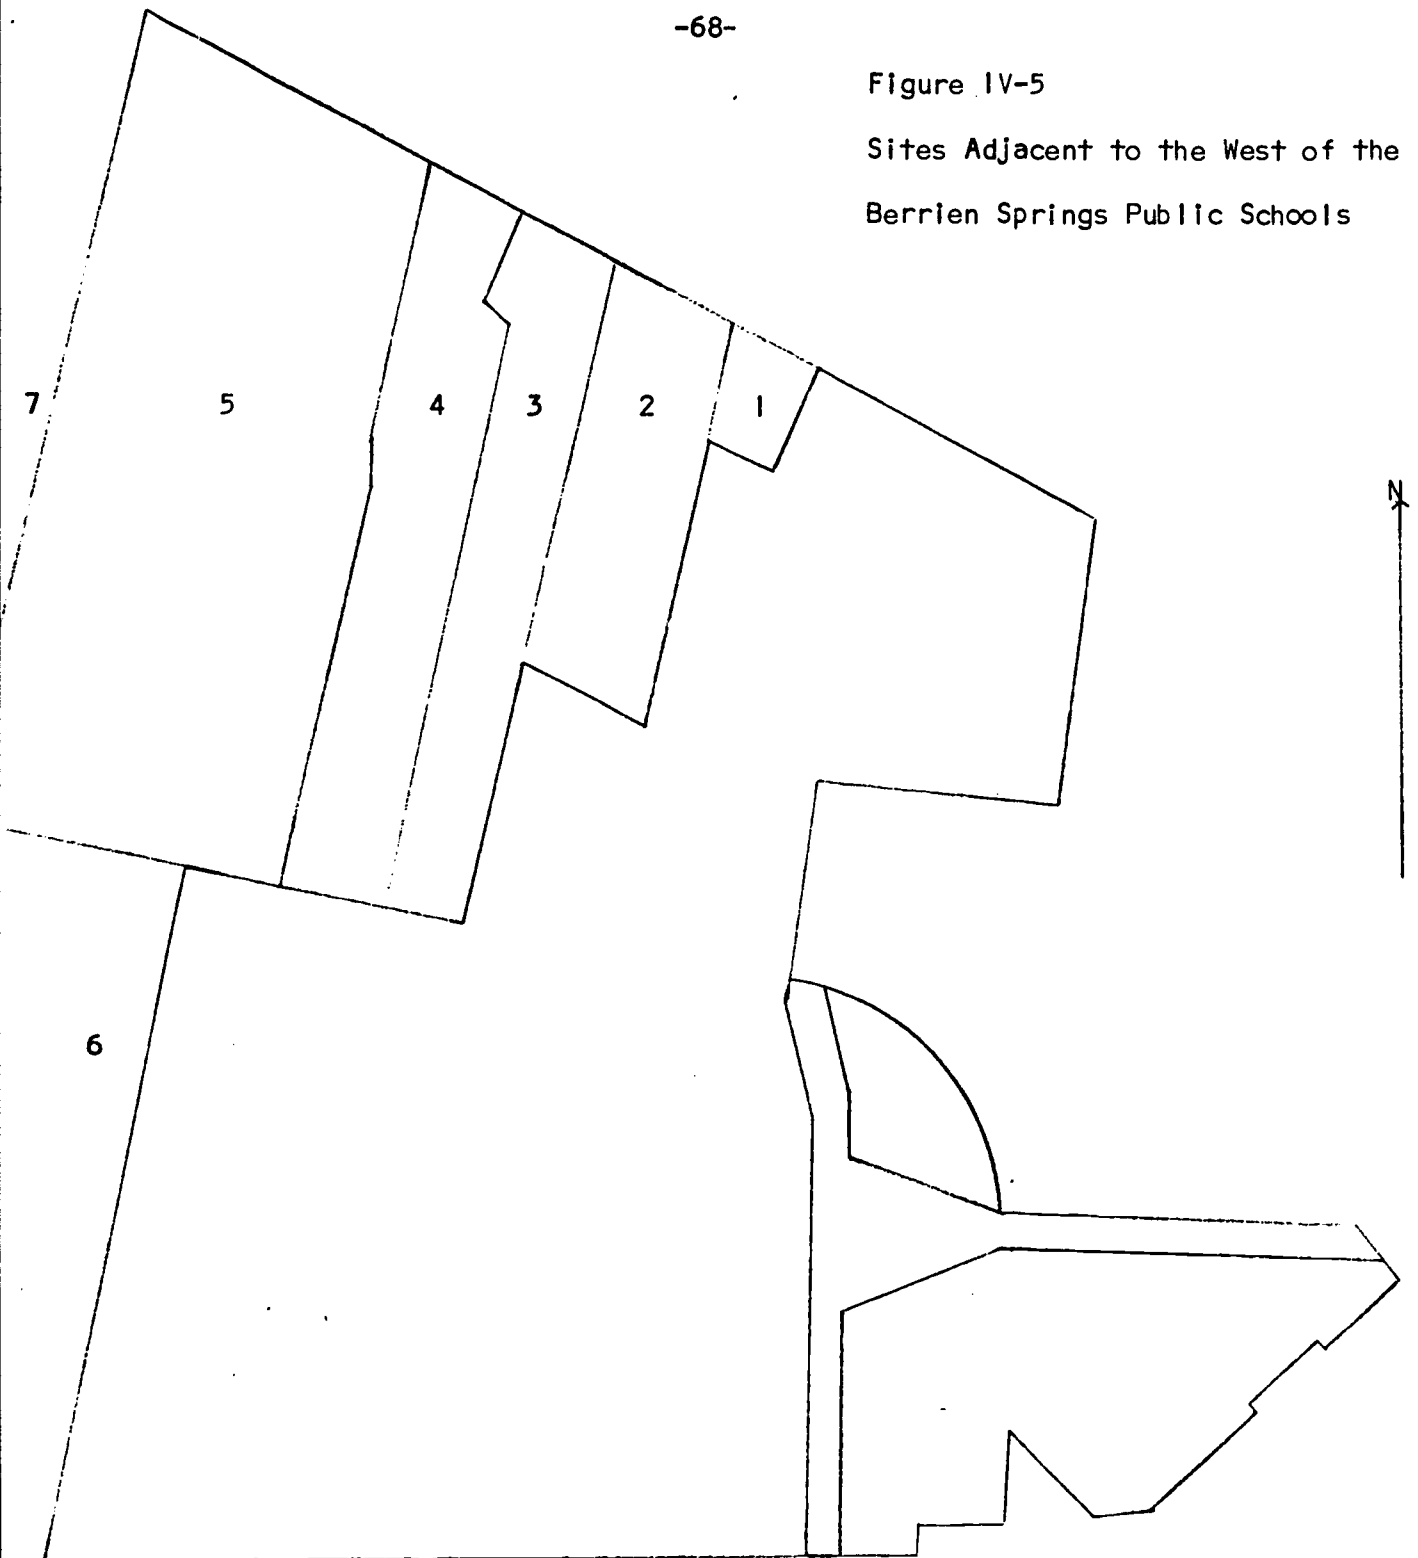 -68-
Figure IV-5
Sites Adjacent to the West of the
Berrien Springs Public Schools
7 5 4 3 2 1
N
6